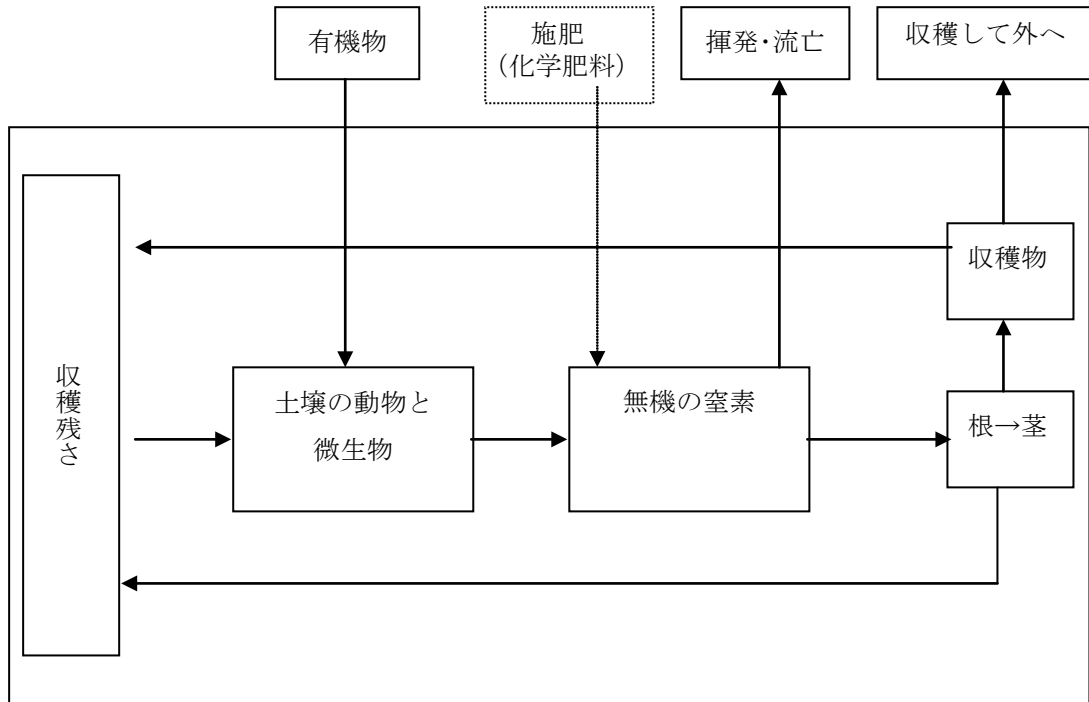 有機物
施肥
（化学肥料）
揮発・流亡
収穫して外へ
収穫物
収穫残さ
土壌の動物と
微生物
無機の窒素
根→茎